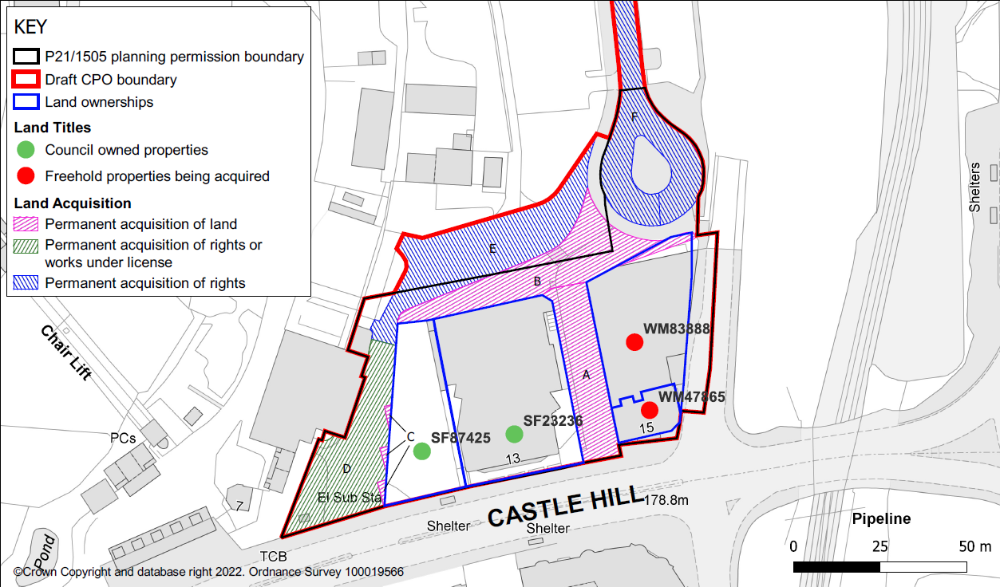 KEY
P21/1505 planning permission boundary
Draft CPO boundary
Land ownerships
Land Titles
Council owned properties
Freehold properties being acquired
Land Acquisition
Permanent acquisition of land
Permanent acquisition of rights or
works under license
Permanent acquisition of rights
F
Shelters
E
B
Chair Lift
WM83888
A
WM47865
SF23236
15
C
SF87425
PCs
13
D
El Sub Sta
7
CASTLE HILL
178.8m
Shelter
Shelter
Pipeline
Pond
TCB
0
25
50 m
©Crown Copyright and database right 2022. Ordnance Survey 100019566